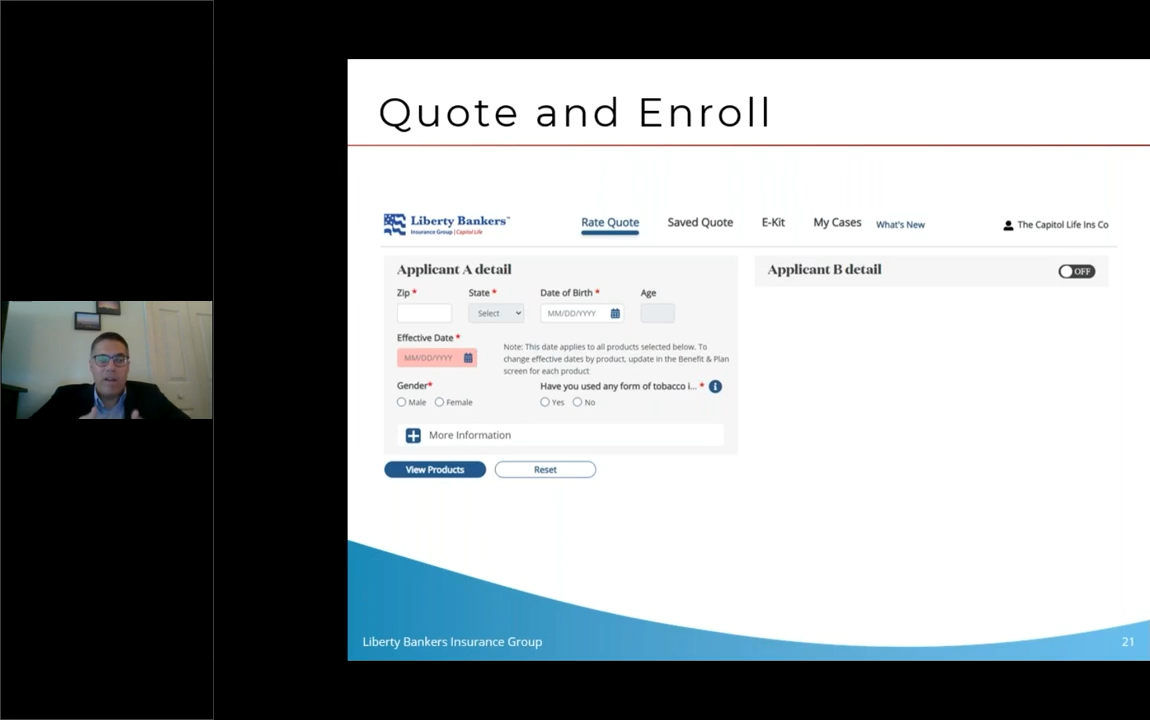 Quote and Enroll
Liberty Bankers™
Insurance Group | Capitol Life
Rate Quote
Saved Quote
E-Kit
My Cases
What's New
The Capitol Life Ins Co
Applicant A detail
Applicant B detail
OFF
Zip *
State *
Date of Birth *
Age
Select
MM/DD/YYYY
Effective Date *
MM/DD/YYYY
Note: This date applies to all products selected below. To
change effective dates by product, update in the Benefit & Plan
screen for each product
Gender*
Have you used any form of tobacco i... *
Male
Female
Yes
No
More Information
View Products
Reset
Liberty Bankers Insurance Group
21